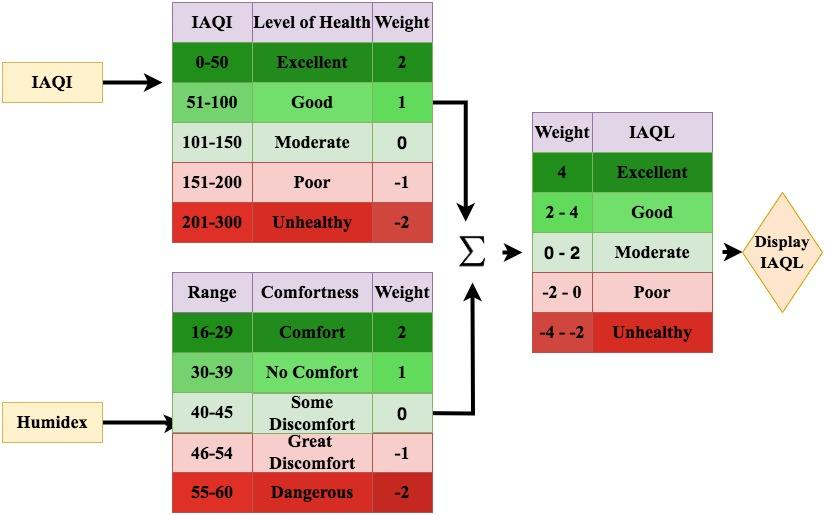 IAQI
IAQI Level of Health Weight
0-50 Excellent 2
51-100 Good 1
101-150 Moderate 0
151-200 Poor -1
201-300 Unhealthy -2
Humidex
Range Comfortness Weight
16-29 Comfort 2
30-39 No Comfort 1
40-45 Some Discomfort 0
46-54 Great Discomfort -1
55-60 Dangerous -2
Σ
Weight IAQL
4 Excellent
2 - 4 Good
0 - 2 Moderate
-2 - 0 Poor
-4 - -2 Unhealthy
Display
IAQL